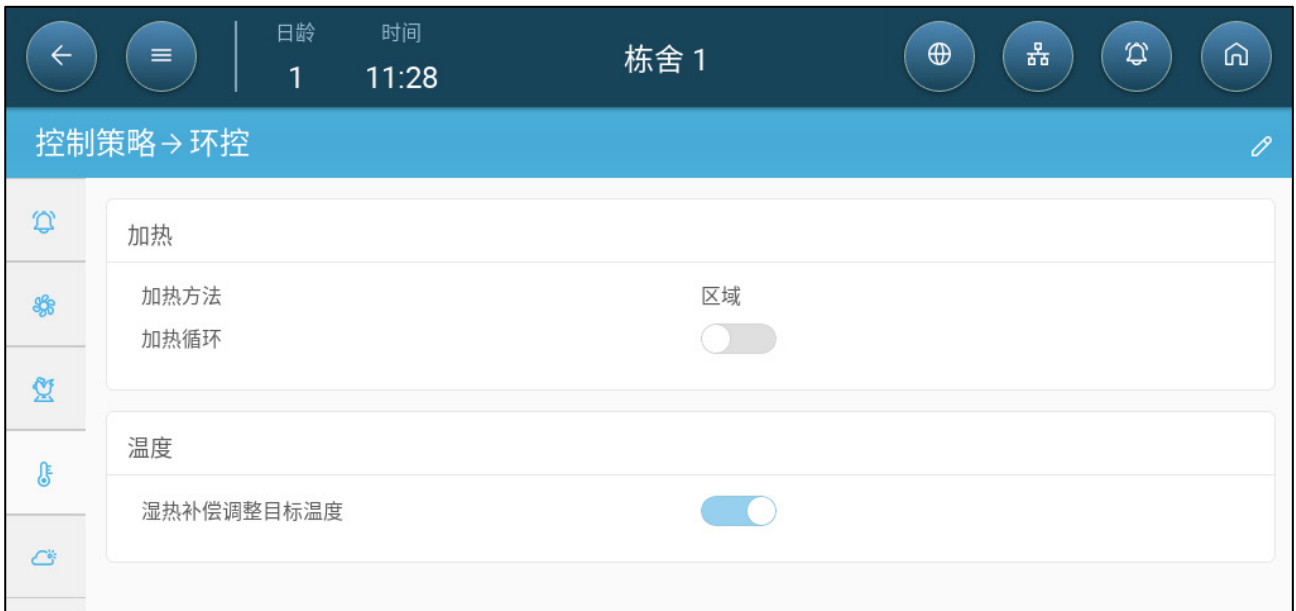 日龄 时间
1 11:28 栋舍 1
控制策略→环控
加热
加热方法 区域
加热循环
温度
湿热补偿调整目标温度